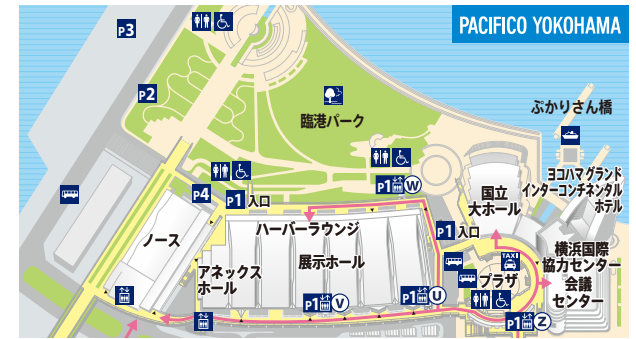 PACIFICO YOKOHAMA
P3
P2
臨港パーク
ぷかりさん橋
P4
P1 入口
P1 W
国立
大ホール
ヨコハマ グランド
インターコンチネンタル
ホテル
ノース
ハーバーラウンジ
P1 入口
アネックス
ホール
展示ホール
TAXI
プラザ
横浜国際
協力センター
会議
センター
P1 V
P1 U
P1 Z